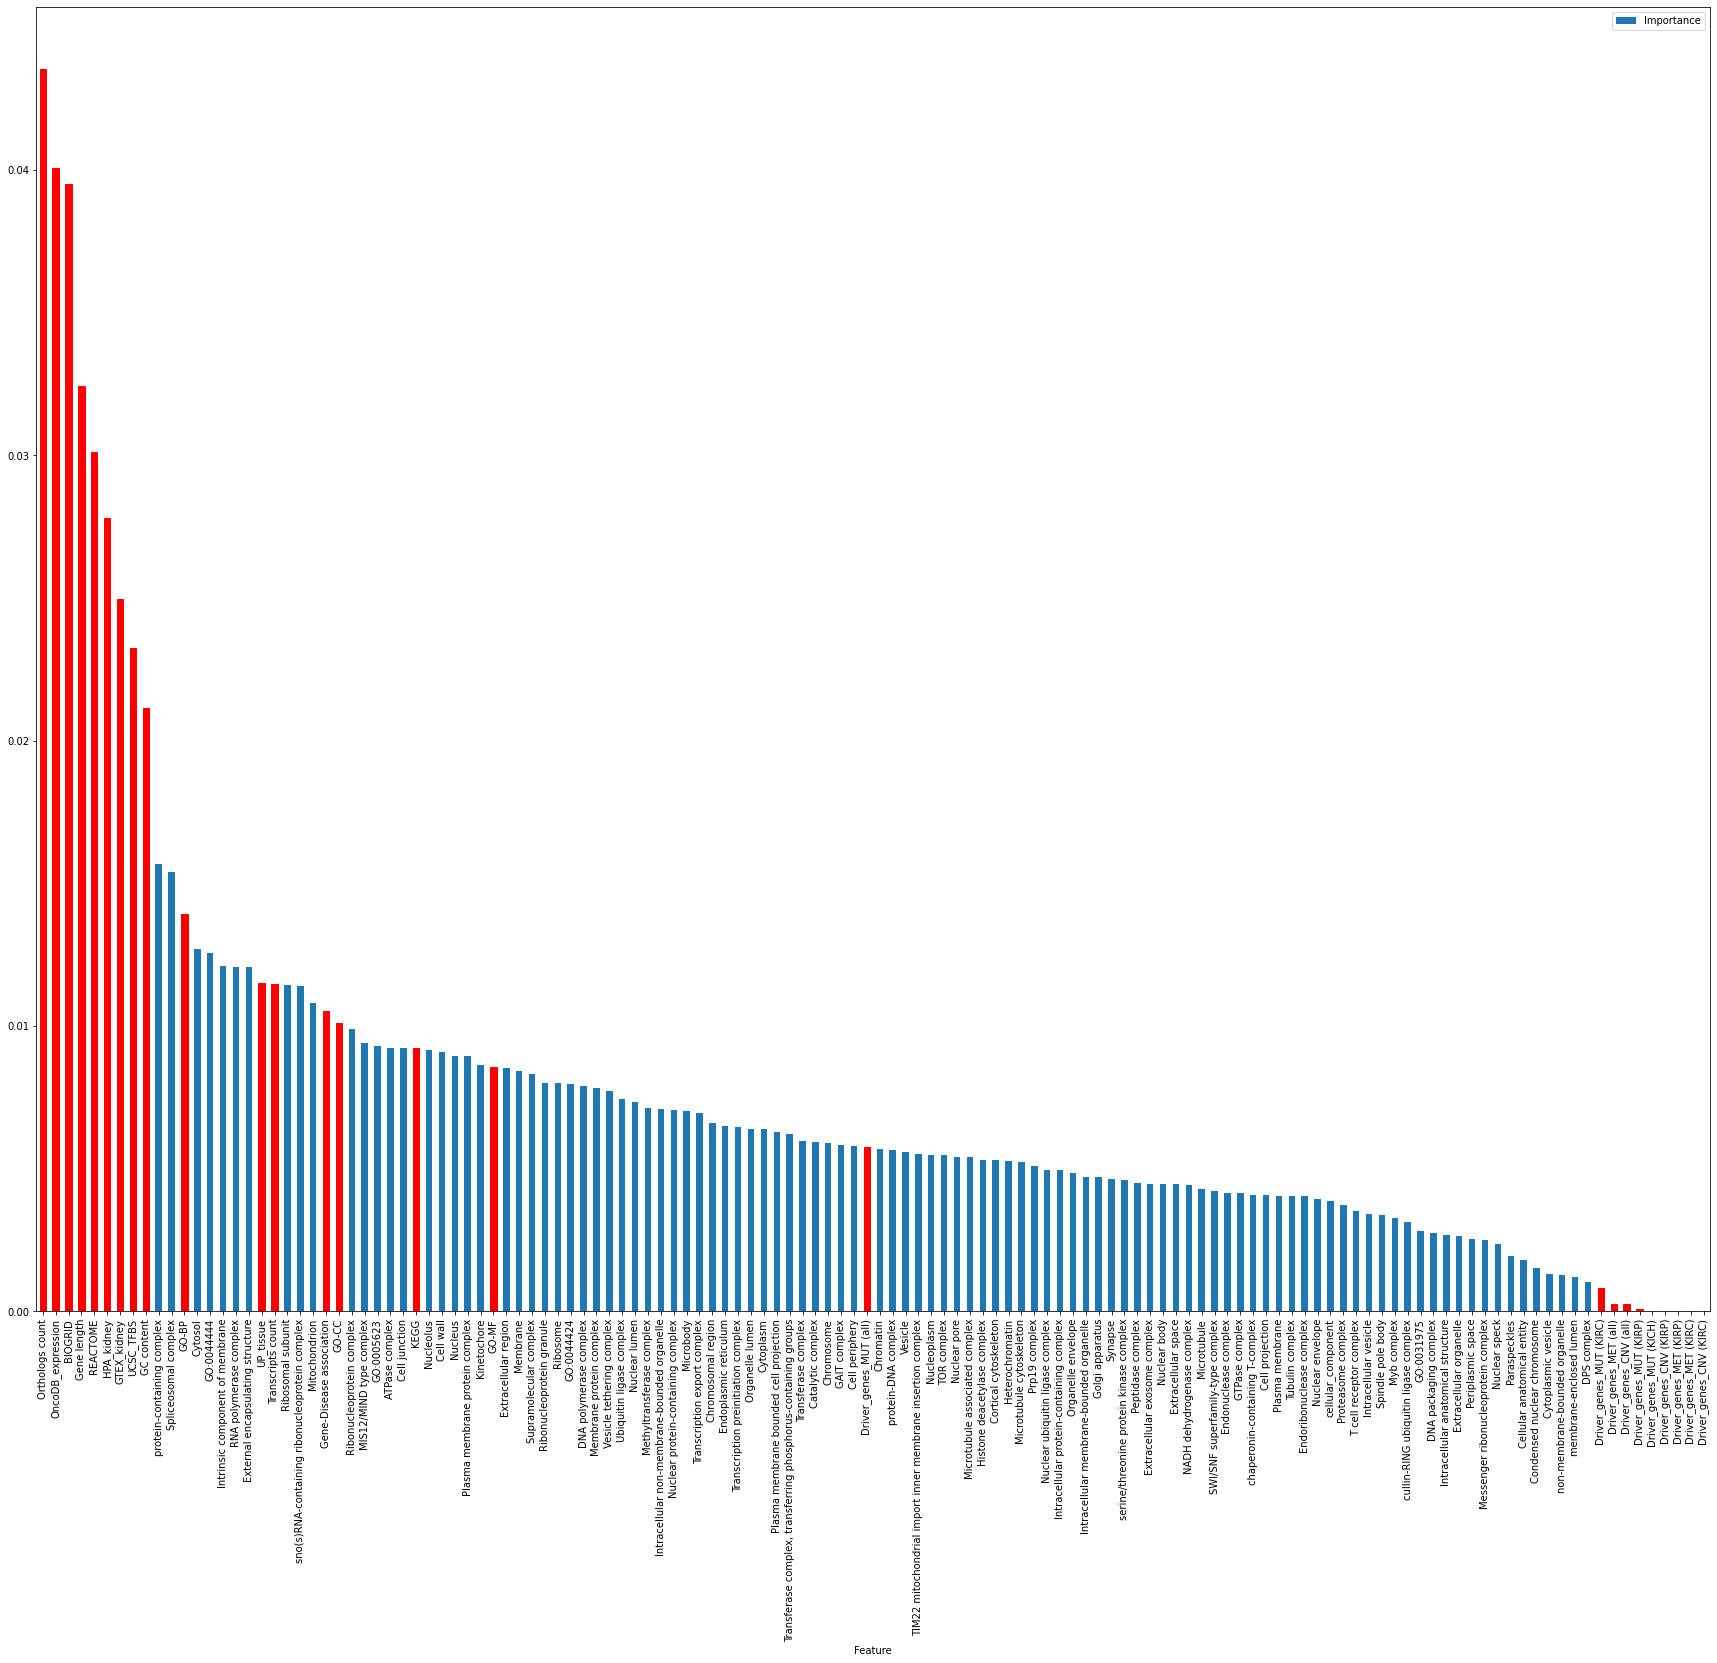 Importance
0.04
0.03
0.02
0.01
0.00
Orthologs count
OncoDB_expression
BIOGRID
Gene length
REACTOME
HPA_kidney
GTEX_kidney
UCSC_TFBS
GC content
protein-containing complex
Spliceosomal complex
GO-BP
Cytosol
GO:0044444
Intrinsic component of membrane
RNA polymerase complex
External encapsulating structure
UP_tissue
Transcripts count
Ribosomal subunit
sno(s)RNA-containing ribonucleoprotein complex
Mitochondrion
Gene-Disease association
GO-CC
Ribonucleoprotein complex
MIS12/MIND type complex
GO:0005623
ATPase complex
Cell junction
KEGG
Nucleolus
Cell wall
Nucleus
Plasma membrane protein complex
Kinetochore
GO-MF
Extracellular region
Membrane
Supramolecular complex
Ribonucleoprotein granule
Ribosome
GO:0044424
DNA polymerase complex
Membrane protein complex
Vesicle tethering complex
Ubiquitin ligase complex
Nuclear lumen
Methyltransferase complex
Intracellular non-membrane-bounded organelle
Nuclear protein-containing complex
Microbody
Transcription export complex
Chromosomal region
Endoplasmic reticulum
Transcription preinitiation complex
Organelle lumen
Cytoplasm
Plasma membrane bounded cell projection
Transferase complex, transferring phosphorus-containing groups
Transferase complex
Catalytic complex
Chromosome
GAIT complex
Cell periphery
Driver_genes_MUT (all)
Chromatin
protein-DNA complex
Vesicle
TIM22 mitochondrial import inner membrane insertion complex
Nucleoplasm
TOR complex
Nuclear pore
Microtubule associated complex
Histone deacetylase complex
Cortical cytoskeleton
Heterochromatin
Microtubule cytoskeleton
Prp19 complex
Nuclear ubiquitin ligase complex
Intracellular protein-containing complex
Organelle envelope
Intracellular membrane-bounded organelle
Golgi apparatus
Synapse
serine/threonine protein kinase complex
Peptidase complex
Extracellular exosome complex
Nuclear body
Extracellular space
NADH dehydrogenase complex
Microtubule
SWI/SNF superfamily-type complex
Endonuclease complex
GTPase complex
chaperonin-containing T-complex
Cell projection
Plasma membrane
Tubulin complex
Endoribonuclease complex
Nuclear envelope
cellular component
Proteasome complex
T cell receptor complex
Intracellular vesicle
Spindle pole body
Myb complex
cullin-RING ubiquitin ligase complex
GO:0031975
DNA packaging complex
Intracellular anatomical structure
Extracellular organelle
Periplasmic space
Messenger ribonucleoprotein complex
Nuclear speck
Paraspeckles
Cellular anatomical entity
Condensed nuclear chromosome
Cytoplasmic vesicle
non-membrane-bounded organelle
membrane-enclosed lumen
DPS complex
Driver_genes_MUT (KIRC)
Driver_genes_MET (all)
Driver_genes_CNV (all)
Driver_genes_MUT (KIRP)
Driver_genes_MUT (KICH)
Driver_genes_CNV (KIRP)
Driver_genes_MET (KIRP)
Driver_genes_MET (KIRC)
Driver_genes_CNV (KIRC)
Feature